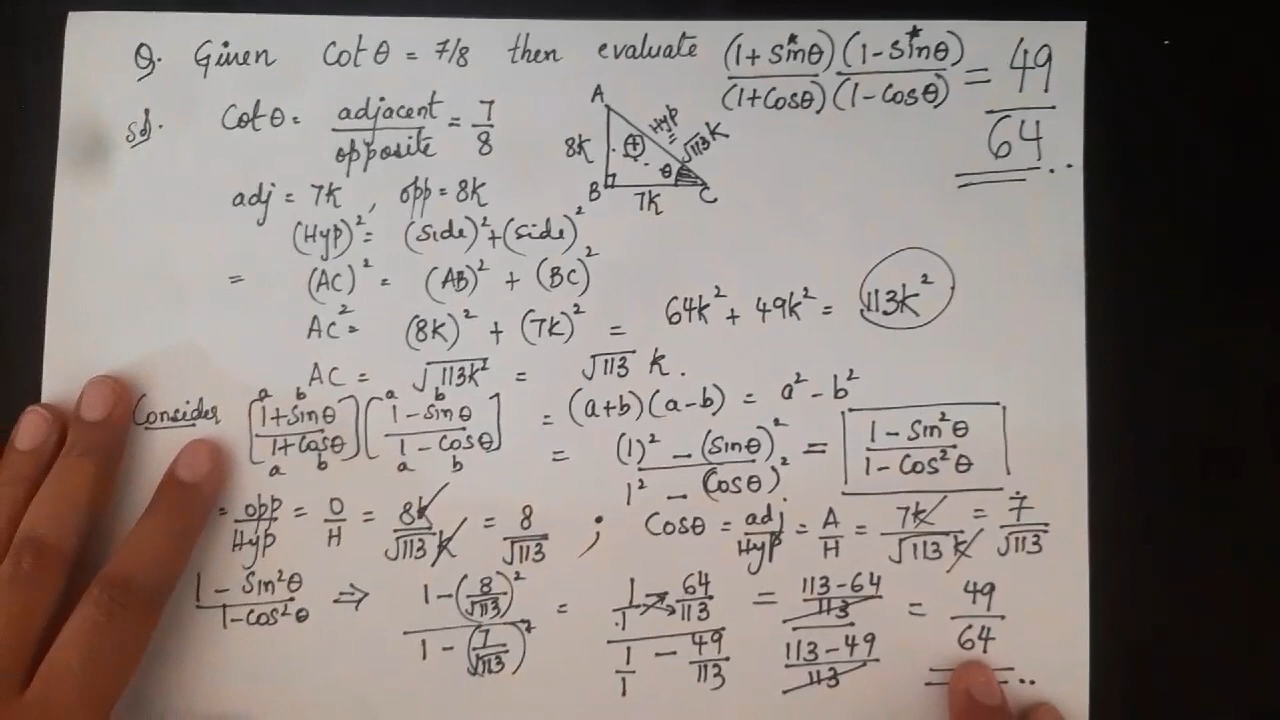 Q. Given Cotθ = 7/8 then evaluate (1+Sinθ)(1-Sinθ) / (1+Cosθ)(1-Cosθ) = 49/64 ..
Sol. Cotθ = adjacent/opposite = 7/8
A
8k
+
Hyp
√113 k
θ
B
7k
C
adj = 7k , opp = 8k
(Hyp)² = (Side)² + (side)²
= (AC)² = (AB)² + (BC)²
AC² = (8k)² + (7k)² = 64k² + 49k² = 113k²
AC = √113k² = √113 k.
a b a b
Consider [1+Sinθ / 1+Cosθ] [1-Sinθ / 1-Cosθ] = (a+b)(a-b) = a² - b²
a b a b
= (1)² - (Sinθ)² / 1² - (Cosθ)² = 1 - Sin²θ / 1 - Cos²θ
= opp/Hyp = O/H = 8k/√113 k = 8/√113 ; Cosθ = adj/Hyp = A/H = 7k/√113 k = 7/√113
1 - Sin²θ / 1 - Cos²θ ⇒ 1 - (8/√113)² / 1 - (7/√113)² = 1/1 - 64/113 / 1/1 - 49/113 = 113-64/113 / 113-49/113 = 49/64 ..